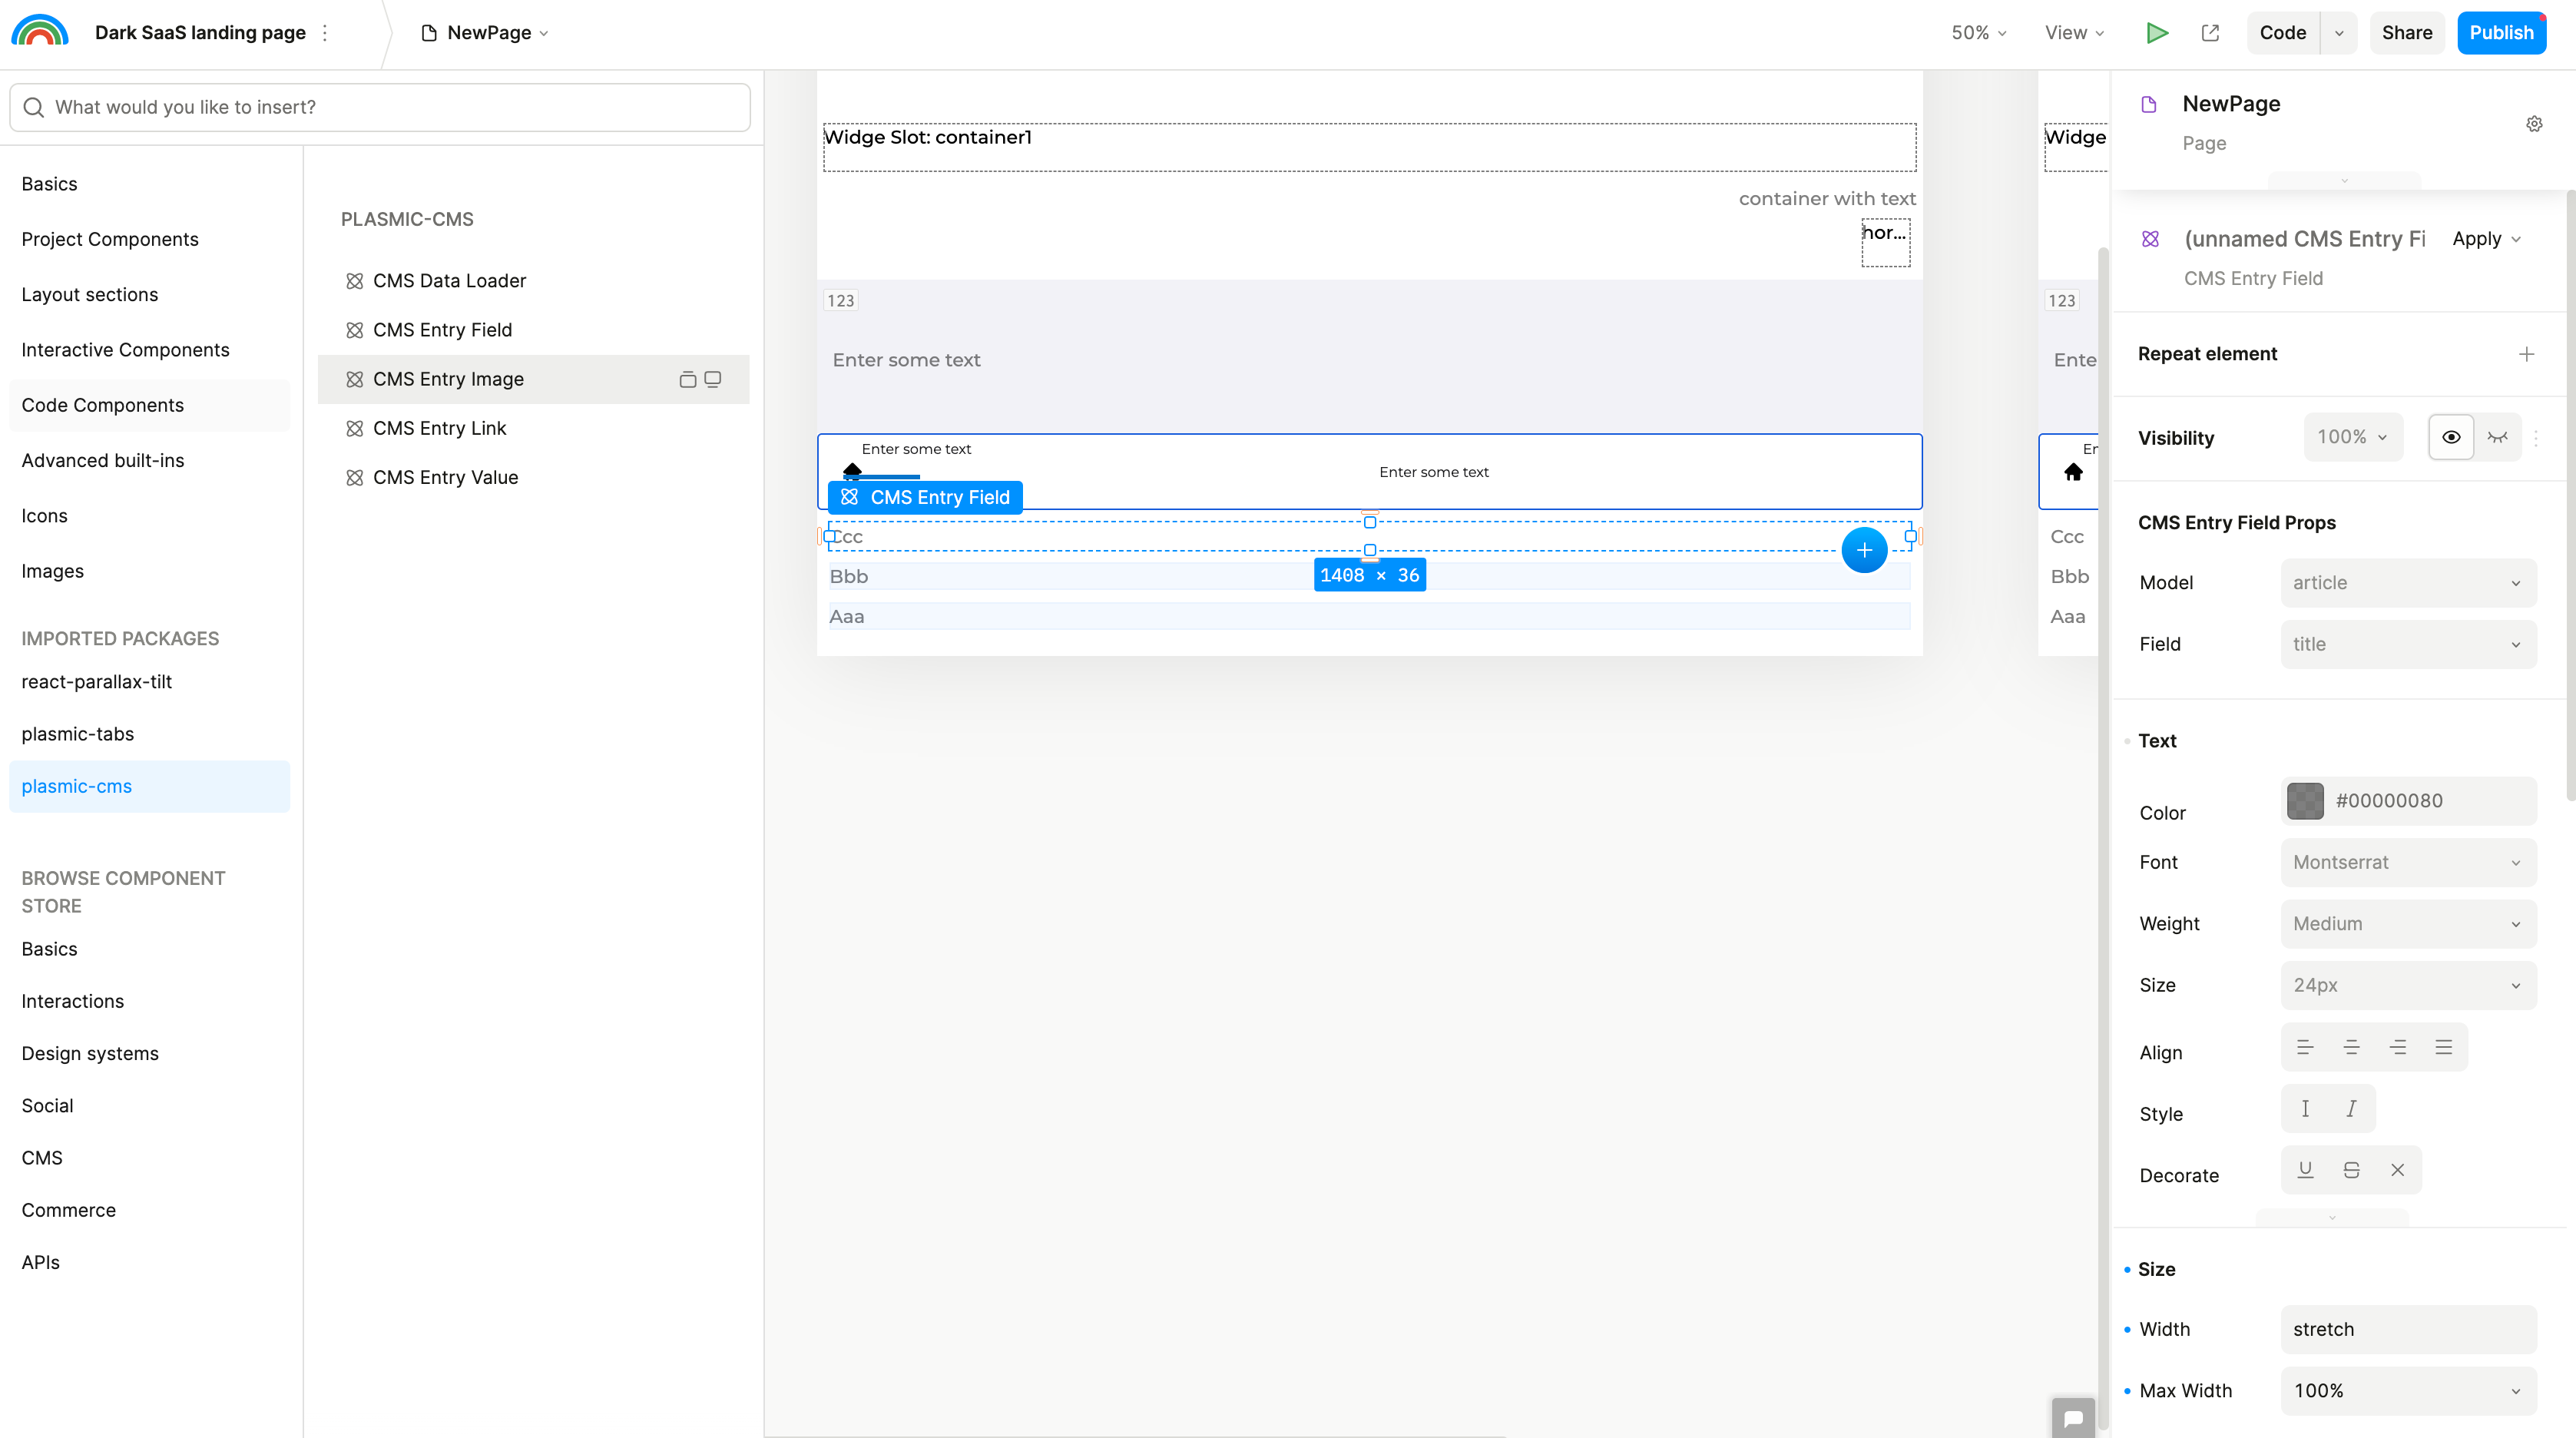 Dark SaaS landing page
NewPage
50%
View
Code
Share
Publish
What would you like to insert?
Basics
Project Components
Layout sections
Interactive Components
Code Components
Advanced built-ins
Icons
Images
IMPORTED PACKAGES
react-parallax-tilt
plasmic-tabs
plasmic-cms
BROWSE COMPONENT
STORE
Basics
Interactions
Design systems
Social
CMS
Commerce
APIs
PLASMIC-CMS
CMS Data Loader
CMS Entry Field
CMS Entry Image
CMS Entry Link
CMS Entry Value
Widge Slot: container1
container with text
hor...
123
Enter some text
Enter some text
Enter some text
CMS Entry Field
Ccc
1408 × 36
Bbb
Aaa
Widge
123
Ente
Er
Ccc
Bbb
Aaa
NewPage
Page
(unnamed CMS Entry Fi
Apply
CMS Entry Field
Repeat element
Visibility
100%
CMS Entry Field Props
Model
article
Field
title
Text
Color
#00000080
Font
Montserrat
Weight
Medium
Size
24px
Align
Style
Decorate
Size
Width
stretch
Max Width
100%